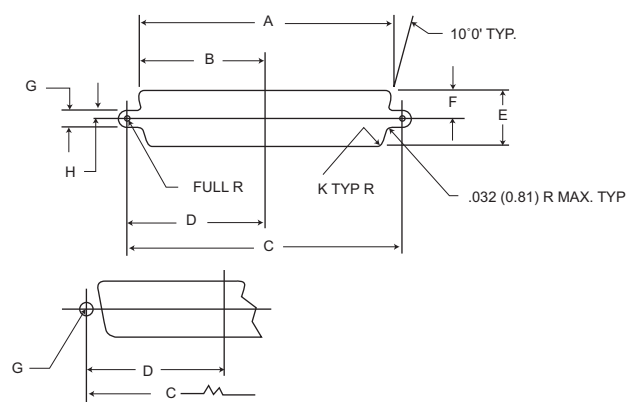 A
10°0' TYP.
B
G
F
E
H
FULL R
K TYP R
.032 (0.81) R MAX. TYP
D
C
G
D
C